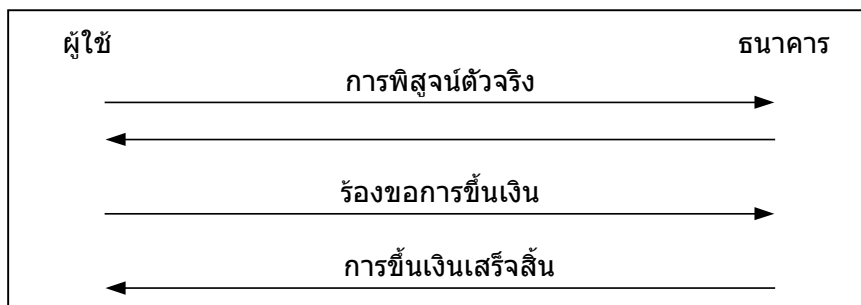 ผู้ใช้ ธนาคาร
การพิสูจน์ตัวจริง
ร้องขอการขึ้นเงิน
การขึ้นเงินเสร็จสิ้น